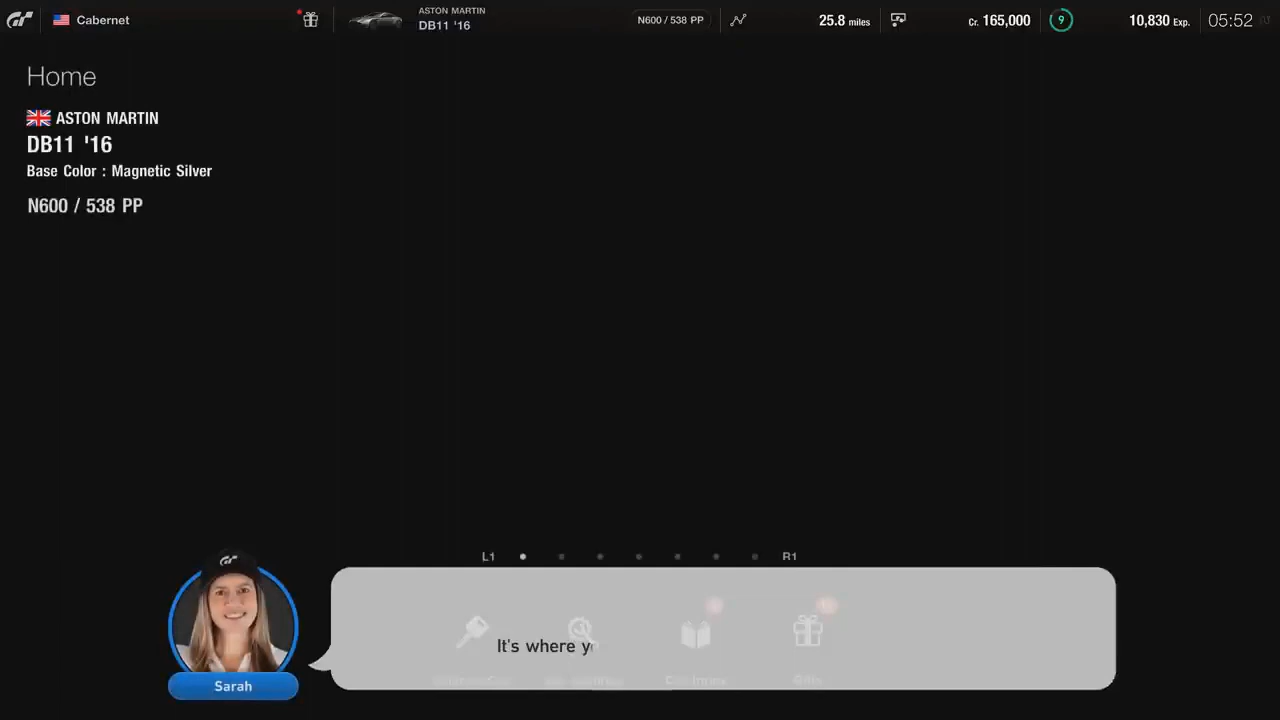 GT
Cabernet
ASTON MARTIN
DB11 '16
N600 / 538 PP
25.8 miles
Cr. 165,000
9
10,830 Exp.
05:52
Home
ASTON MARTIN
DB11 '16
Base Color : Magnetic Silver
N600 / 538 PP
L1
R1
It's where y
Sarah